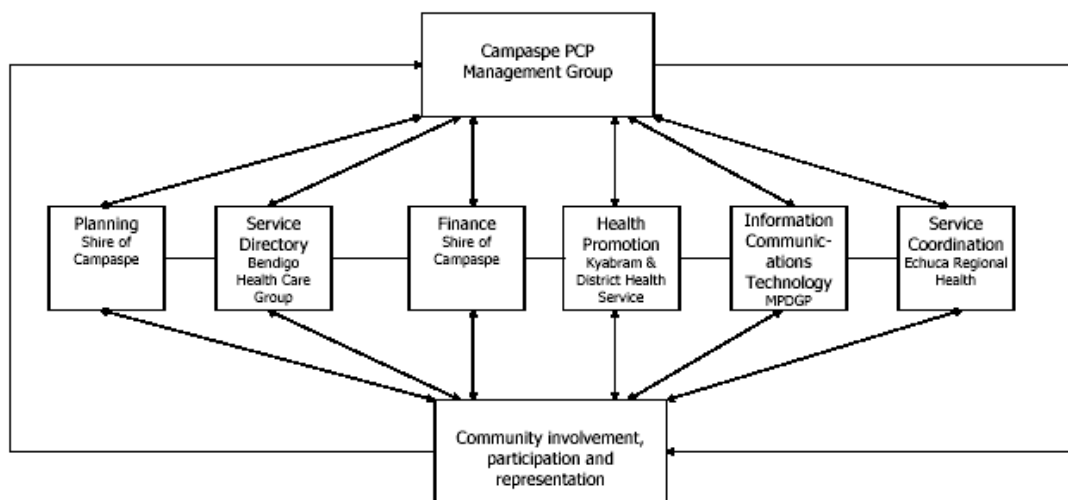 Campaspe PCP
Management Group
Planning
Shire of
Campaspe
Service
Directory
Bendigo
Health Care
Group
Finance
Shire of
Campaspe
Health
Promotion
Kyabram &
District Health
Service
Information
Communic-
ations
Technology
MPDGP
Service
Coordination
Echuca Regional
Health
Community involvement,
participation and
representation